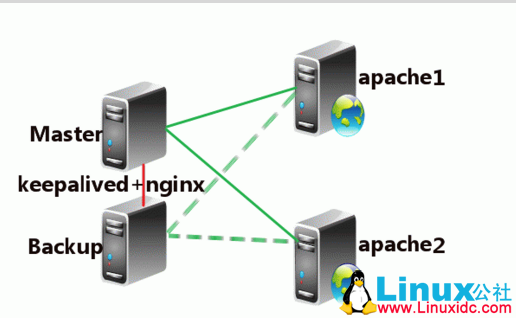 apache1
Master
keepalived+nginx
Backup
apache2
Linux公社
www.Linuxidc.com